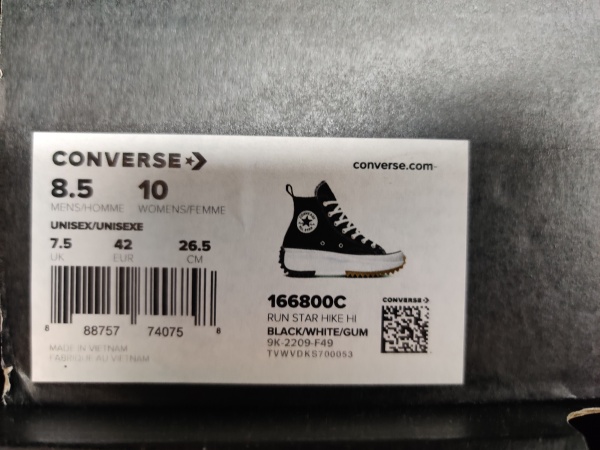 CONVERSE
converse.com
8.5 10
MENS/HOMME WOMENS/FEMME
UNISEX/UNISEXE
7.5 42 26.5
UK EUR CM
8 88757 74075 8
MADE IN VIETNAM
FABRIQUÉ AU VIETNAM
166800C
RUN STAR HIKE HI
BLACK/WHITE/GUM
9K-2209-F49
TVWVDKS700053
CONVERSE